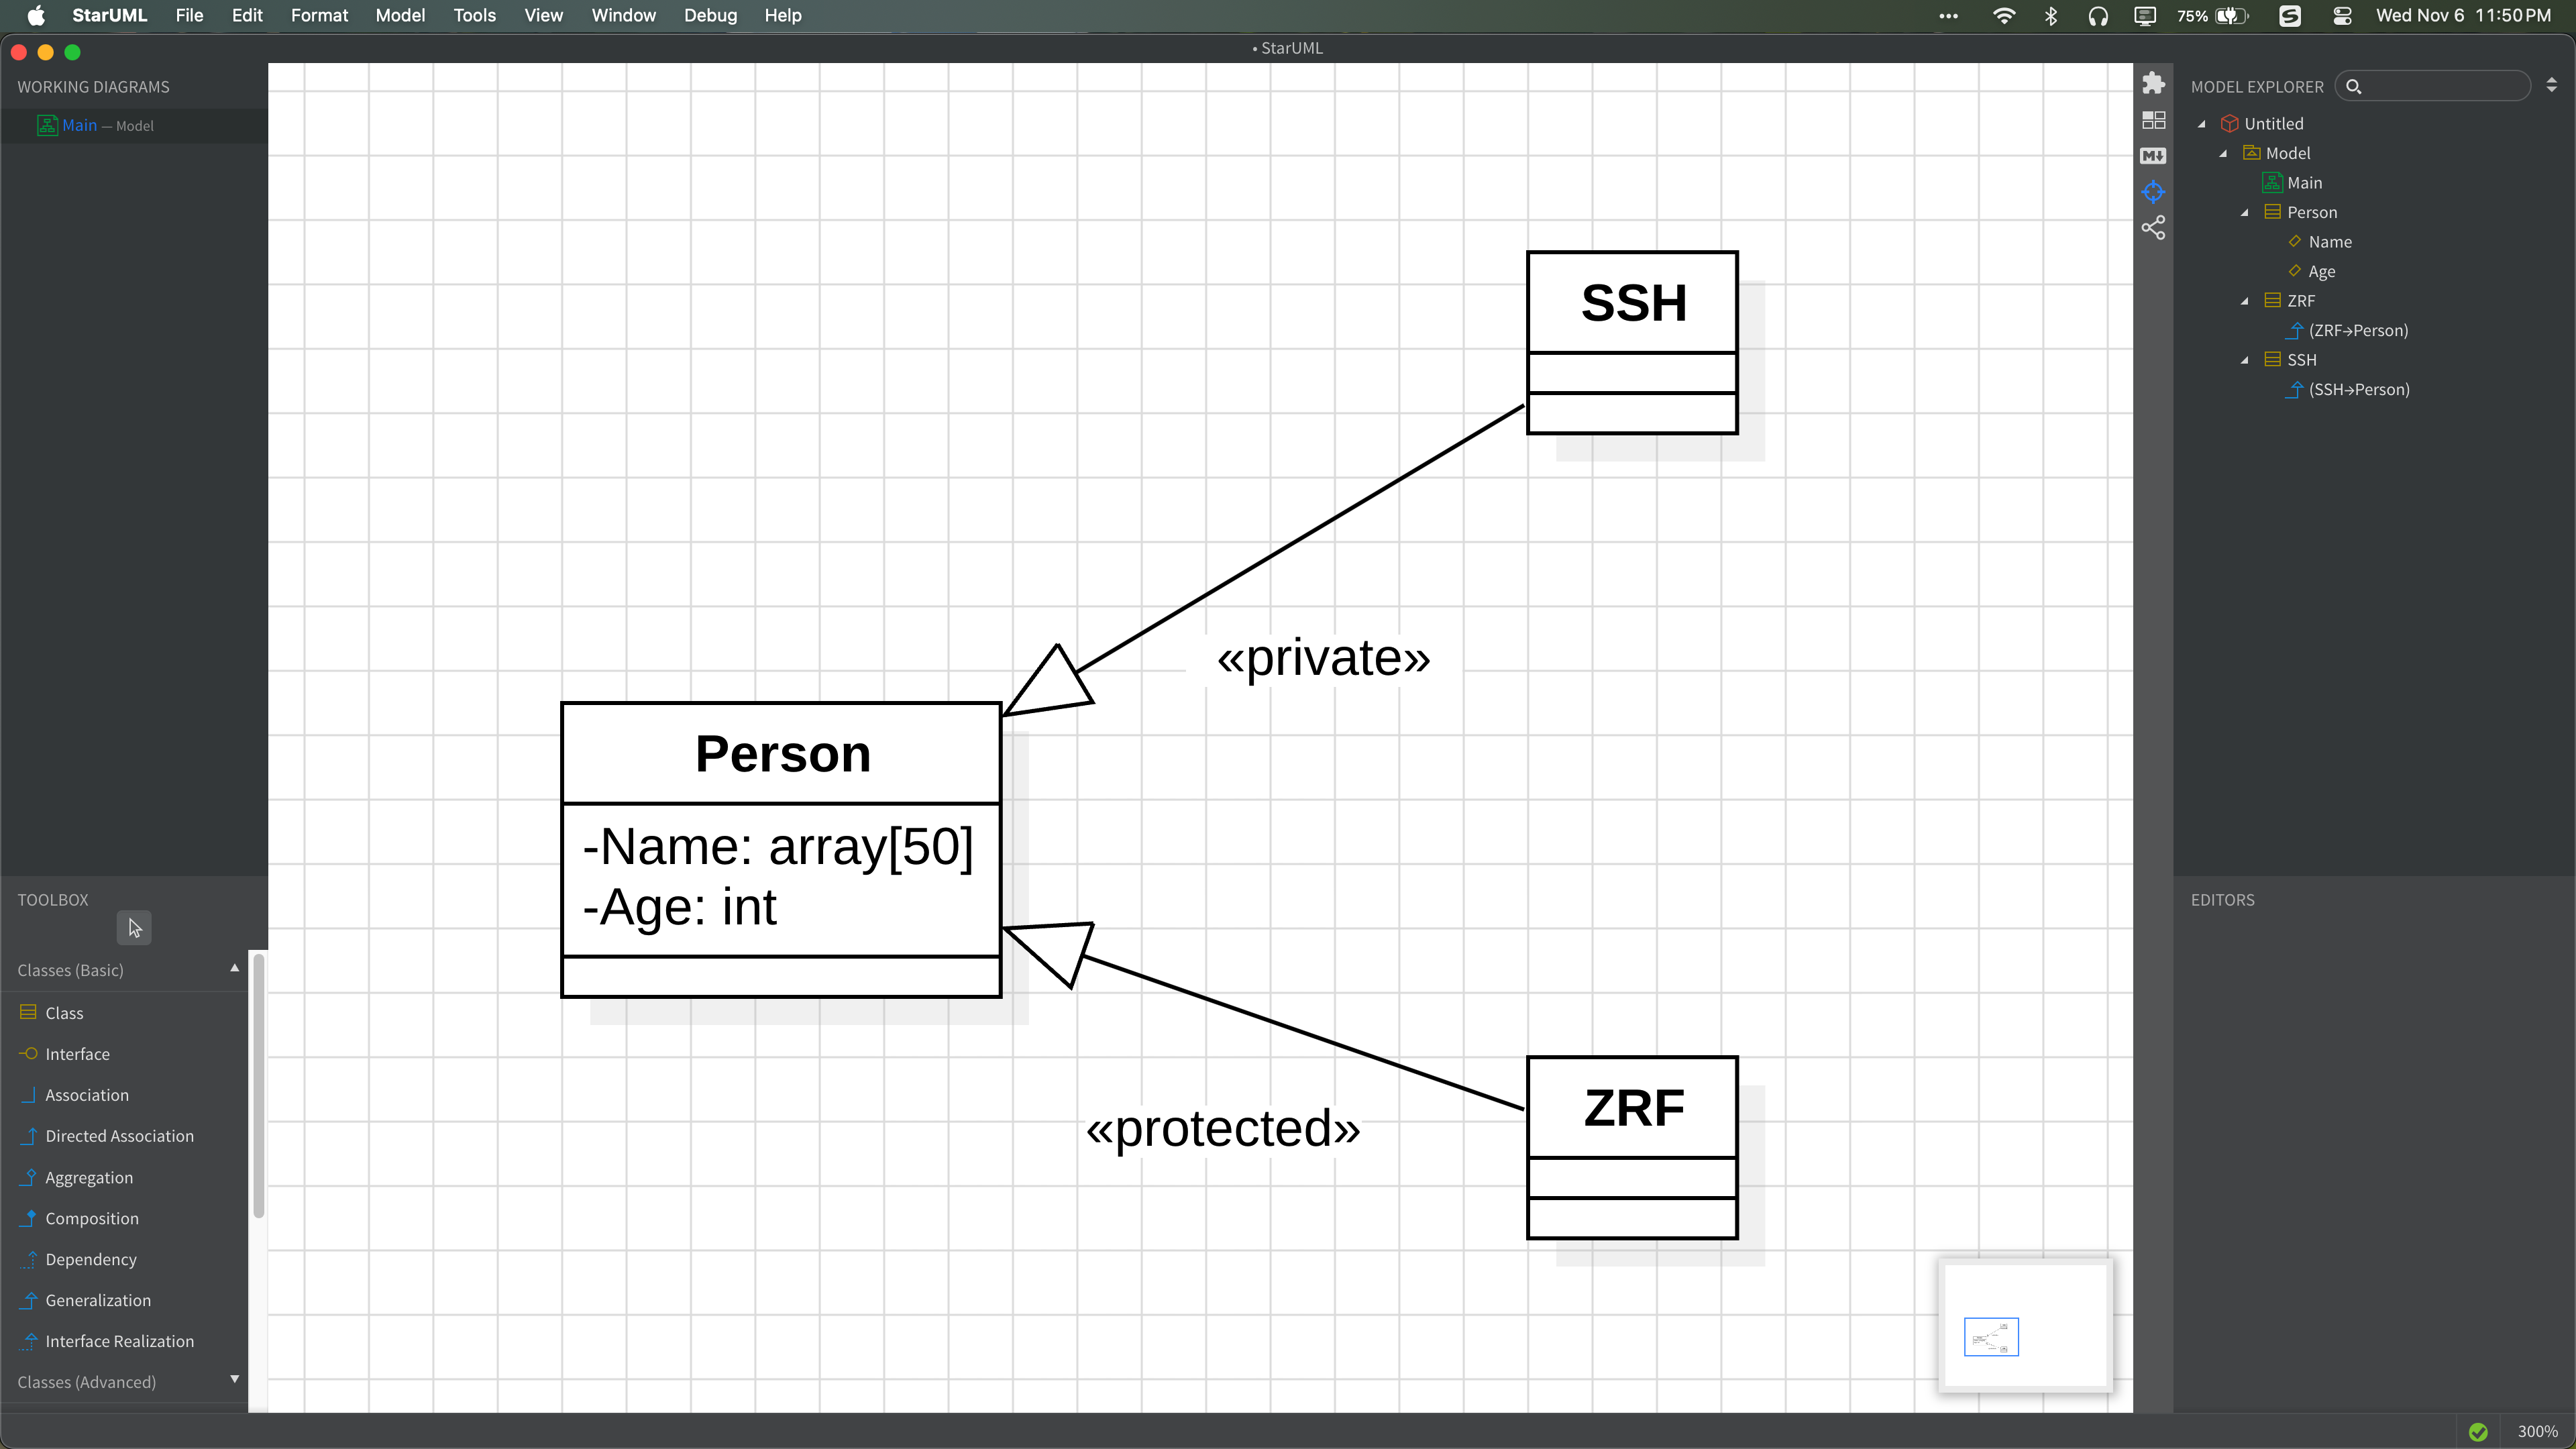 StarUML File Edit Format Model Tools View Window Debug Help 75% Wed Nov 6 11:50 PM
• StarUML
WORKING DIAGRAMS
Main — Model
TOOLBOX
Classes (Basic)
Class
Interface
Association
Directed Association
Aggregation
Composition
Dependency
Generalization
Interface Realization
Classes (Advanced)
SSH
«private»
Person
-Name: array[50]
-Age: int
«protected»
ZRF
M
MODEL EXPLORER
Untitled
Model
Main
Person
Name
Age
ZRF
(ZRF→Person)
SSH
(SSH→Person)
EDITORS
300%